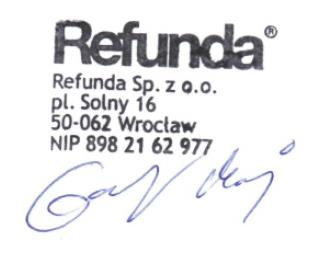 Refunda®
Refunda Sp. z o.o.
pl. Solny 16
50-062 Wrocław
NIP 898 21 62 977